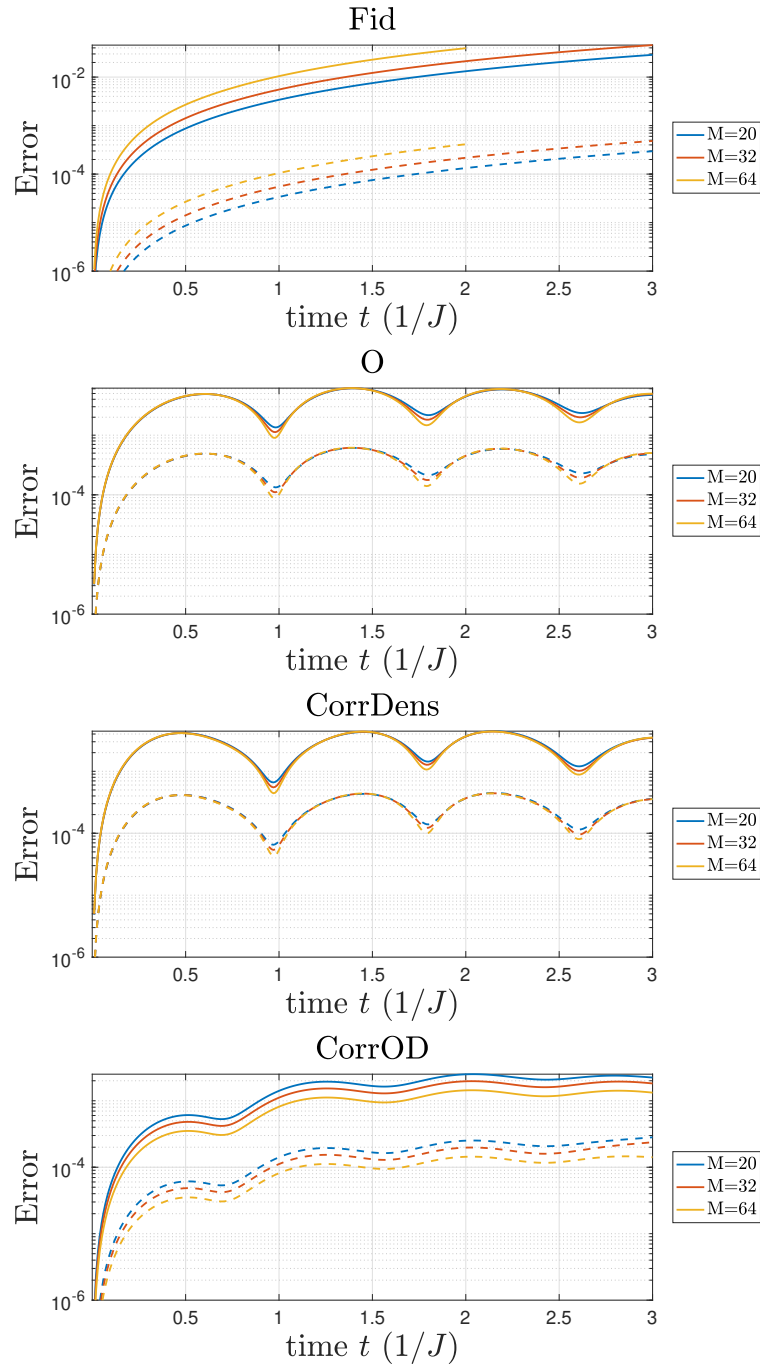 Fid
Error
10^-2
10^-4
10^-6
0.5 1 1.5 2 2.5 3
time t (1/J)
M=20
M=32
M=64
O
Error
10^-4
10^-6
0.5 1 1.5 2 2.5 3
time t (1/J)
M=20
M=32
M=64
CorrDens
Error
10^-4
10^-6
0.5 1 1.5 2 2.5 3
time t (1/J)
M=20
M=32
M=64
CorrOD
Error
10^-4
10^-6
0.5 1 1.5 2 2.5 3
time t (1/J)
M=20
M=32
M=64